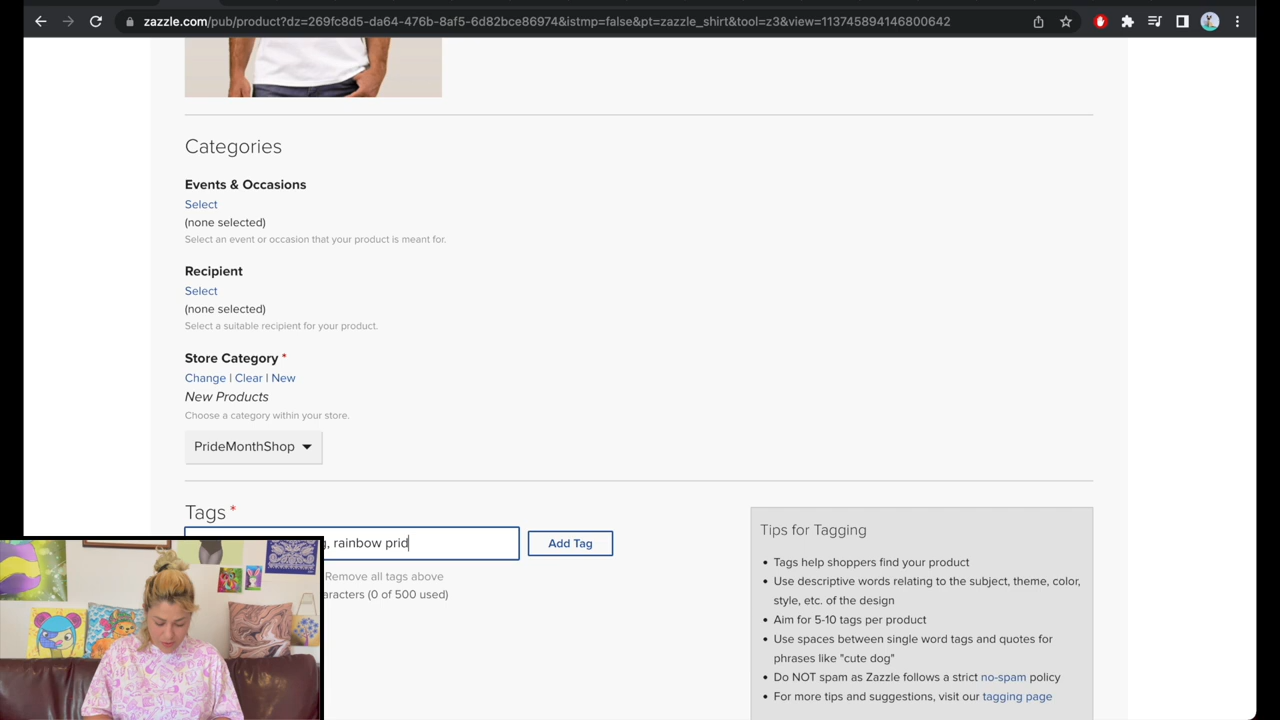 zazzle.com/pub/product?dz=269fc8d5-da64-476b-8af5-6d82bce86974&istmp=false&pt=zazzle_shirt&tool=z3&view=113745894146800642
Categories
Events & Occasions
Select
(none selected)
Select an event or occasion that your product is meant for.
Recipient
Select
(none selected)
Select a suitable recipient for your product.
Store Category *
Change | Clear | New
New Products
Choose a category within your store.
PrideMonthShop
Tags *
, rainbow prid
Add Tag
Remove all tags above
(0 of 500 used)
Tips for Tagging
• Tags help shoppers find your product
• Use descriptive words relating to the subject, theme, color,
style, etc. of the design
• Aim for 5-10 tags per product
• Use spaces between single word tags and quotes for
phrases like "cute dog"
• Do NOT spam as Zazzle follows a strict no-spam policy
• For more tips and suggestions, visit our tagging page